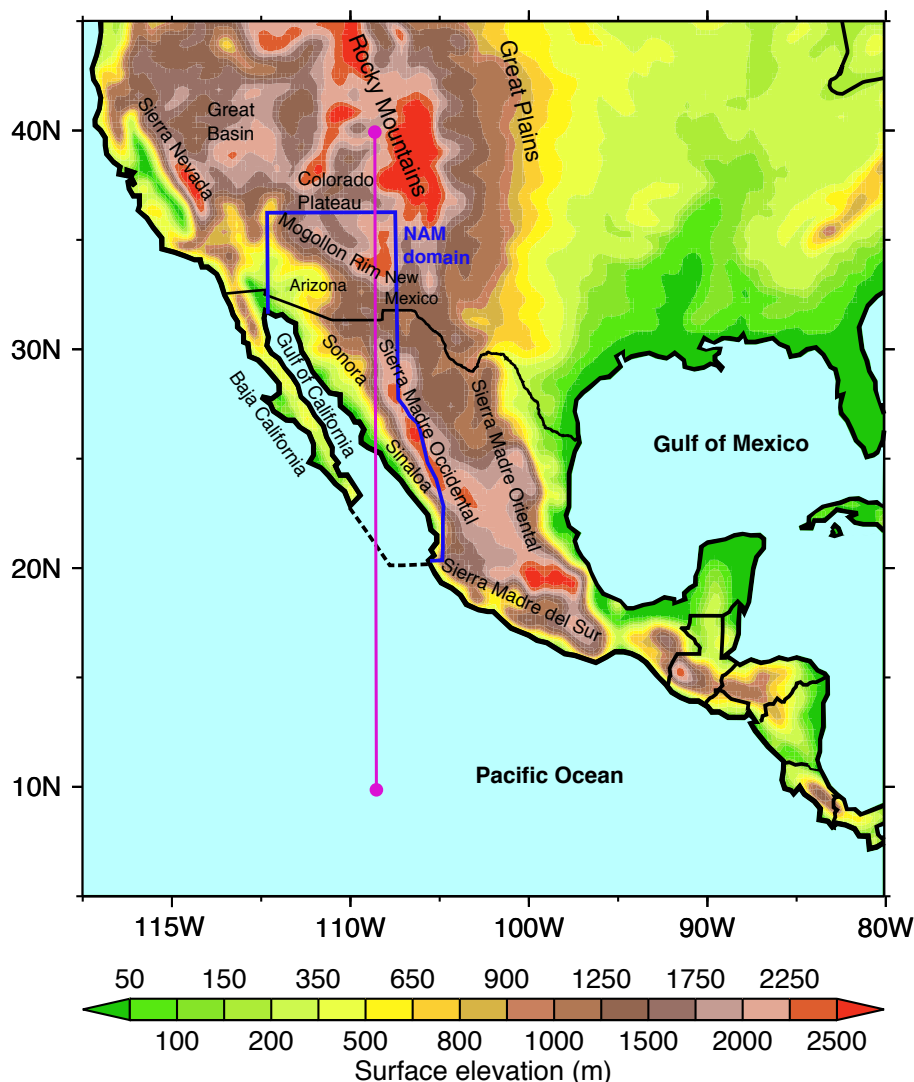 Rocky Mountains
Great Plains
Great
Basin
Sierra Nevada
40N
Colorado
Plateau
NAM
domain
Mogollon Rim
New
Mexico
Arizona
30N
Gulf of California
Sonora
Sierra Madre Occidental
Baja California
Sierra Madre Oriental
Gulf of Mexico
Sinaloa
20N
Sierra Madre del Sur
10N
Pacific Ocean
115W 110W 100W 90W 80W
50 150 350 650 900 1250 1750 2250
100 200 500 800 1000 1500 2000 2500
Surface elevation (m)